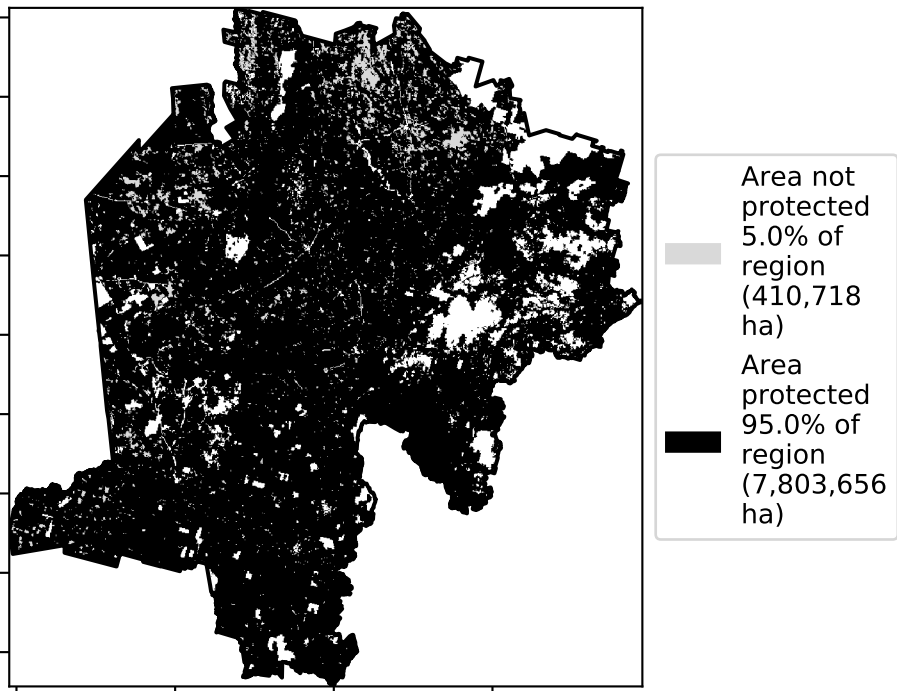 Area not
protected
5.0% of
region
(410,718
ha)
Area
protected
95.0% of
region
(7,803,656
ha)